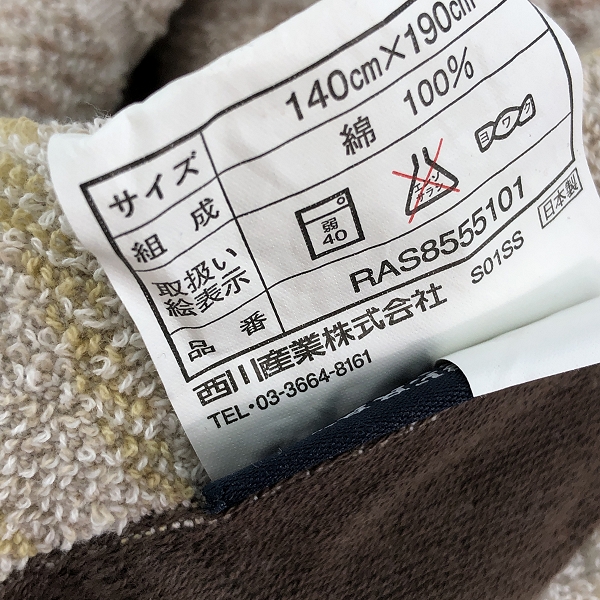 サイズ 140cm×190cm
組成 綿 100%
取扱い絵表示 弱 40 エンソサラシ ヨワク
品番 RAS8555101
西川産業株式会社 S01SS 日本製
TEL・03-3664-8161